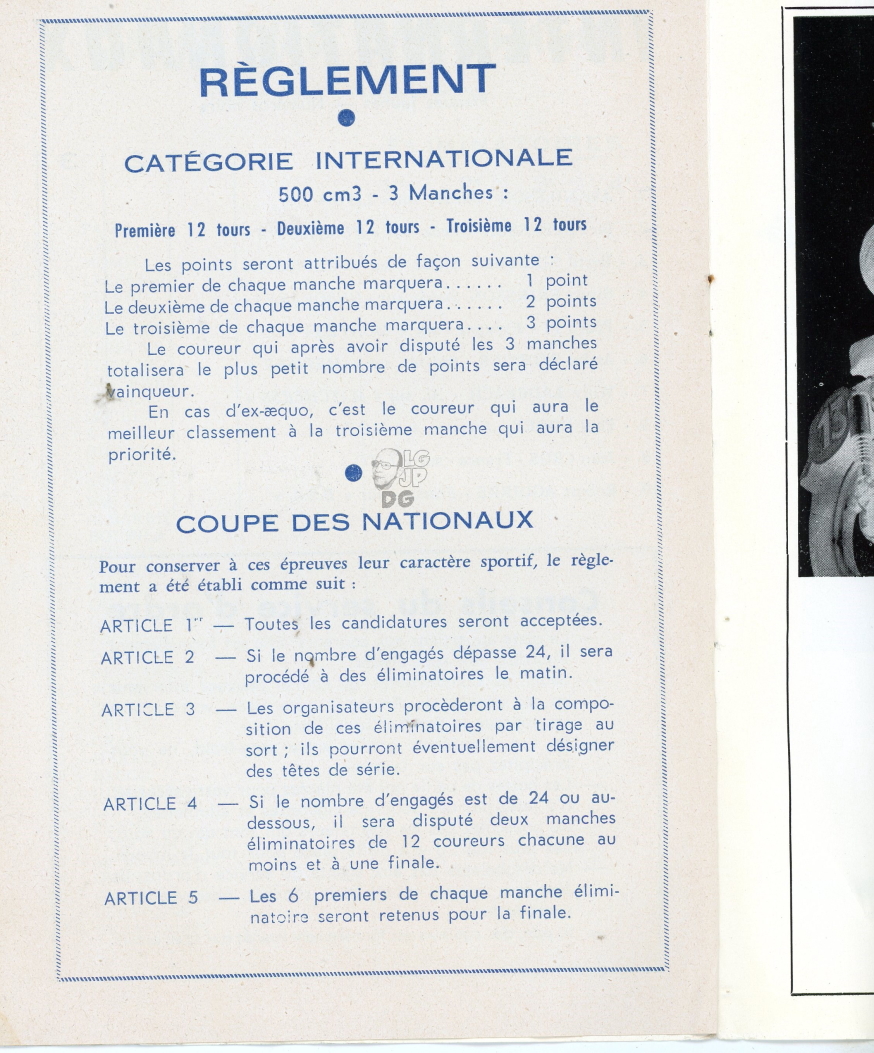 RÈGLEMENT
CATÉGORIE INTERNATIONALE
500 cm3 - 3 Manches :
Première 12 tours - Deuxième 12 tours - Troisième 12 tours
Les points seront attribués de façon suivante :
Le premier de chaque manche marquera...... 1 point
Le deuxième de chaque manche marquera...... 2 points
Le troisième de chaque manche marquera.... 3 points
Le coureur qui après avoir disputé les 3 manches
totalisera le plus petit nombre de points sera déclaré
vainqueur.
En cas d'ex-æquo, c'est le coureur qui aura le
meilleur classement à la troisième manche qui aura la
priorité.
LG
JP
DG
COUPE DES NATIONAUX
Pour conserver à ces épreuves leur caractère sportif, le règle-
ment a été établi comme suit :
ARTICLE 1er — Toutes les candidatures seront acceptées.
ARTICLE 2 — Si le nombre d'engagés dépasse 24, il sera
procédé à des éliminatoires le matin.
ARTICLE 3 — Les organisateurs procèderont à la compo-
sition de ces éliminatoires par tirage au
sort ; ils pourront éventuellement désigner
des têtes de série.
ARTICLE 4 — Si le nombre d'engagés est de 24 ou au-
dessous, il sera disputé deux manches
éliminatoires de 12 coureurs chacune au
moins et à une finale.
ARTICLE 5 — Les 6 premiers de chaque manche élimi-
natoire seront retenus pour la finale.
13